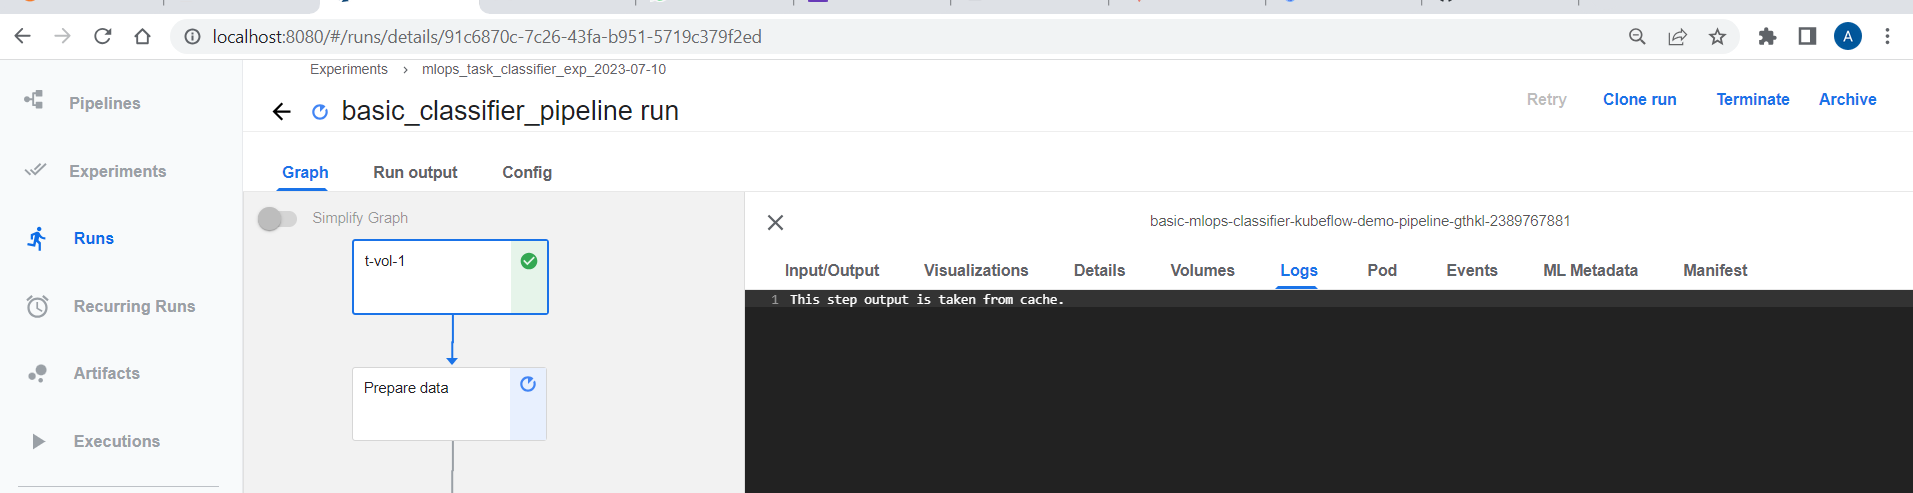 localhost:8080/#/runs/details/91c6870c-7c26-43fa-b951-5719c379f2ed
A
Experiments > mlops_task_classifier_exp_2023-07-10
basic_classifier_pipeline run
Retry Clone run Terminate Archive
Pipelines
Experiments
Runs
Recurring Runs
Artifacts
Executions
Graph Run output Config
Simplify Graph
t-vol-1
Prepare data
basic-mlops-classifier-kubeflow-demo-pipeline-gthkl-2389767881
Input/Output Visualizations Details Volumes Logs Pod Events ML Metadata Manifest
1 This step output is taken from cache.